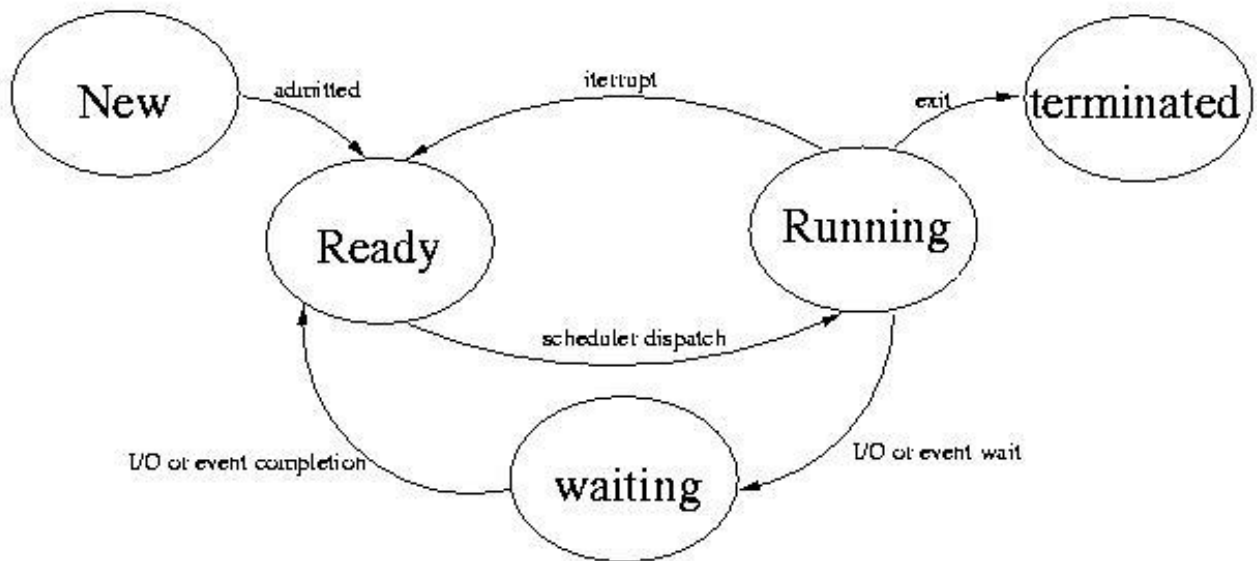 New
admitted
iterrupt
exit
terminated
Ready
Running
scheduler dispatch
I/O or event completion
waiting
I/O or event wait